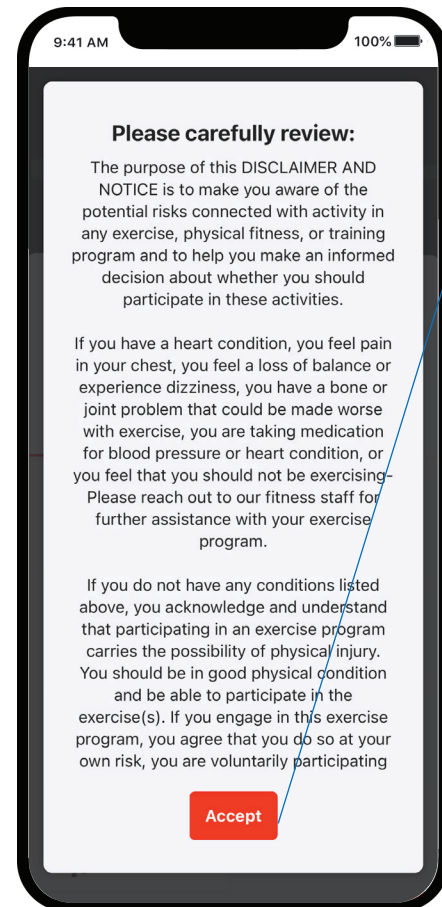 9:41 AM 100%
Please carefully review:
The purpose of this DISCLAIMER AND
NOTICE is to make you aware of the
potential risks connected with activity in
any exercise, physical fitness, or training
program and to help you make an informed
decision about whether you should
participate in these activities.
If you have a heart condition, you feel pain
in your chest, you feel a loss of balance or
experience dizziness, you have a bone or
joint problem that could be made worse
with exercise, you are taking medication
for blood pressure or heart condition, or
you feel that you should not be exercising-
Please reach out to our fitness staff for
further assistance with your exercise
program.
If you do not have any conditions listed
above, you acknowledge and understand
that participating in an exercise program
carries the possibility of physical injury.
You should be in good physical condition
and be able to participate in the
exercise(s). If you engage in this exercise
program, you agree that you do so at your
own risk, you are voluntarily participating
Accept